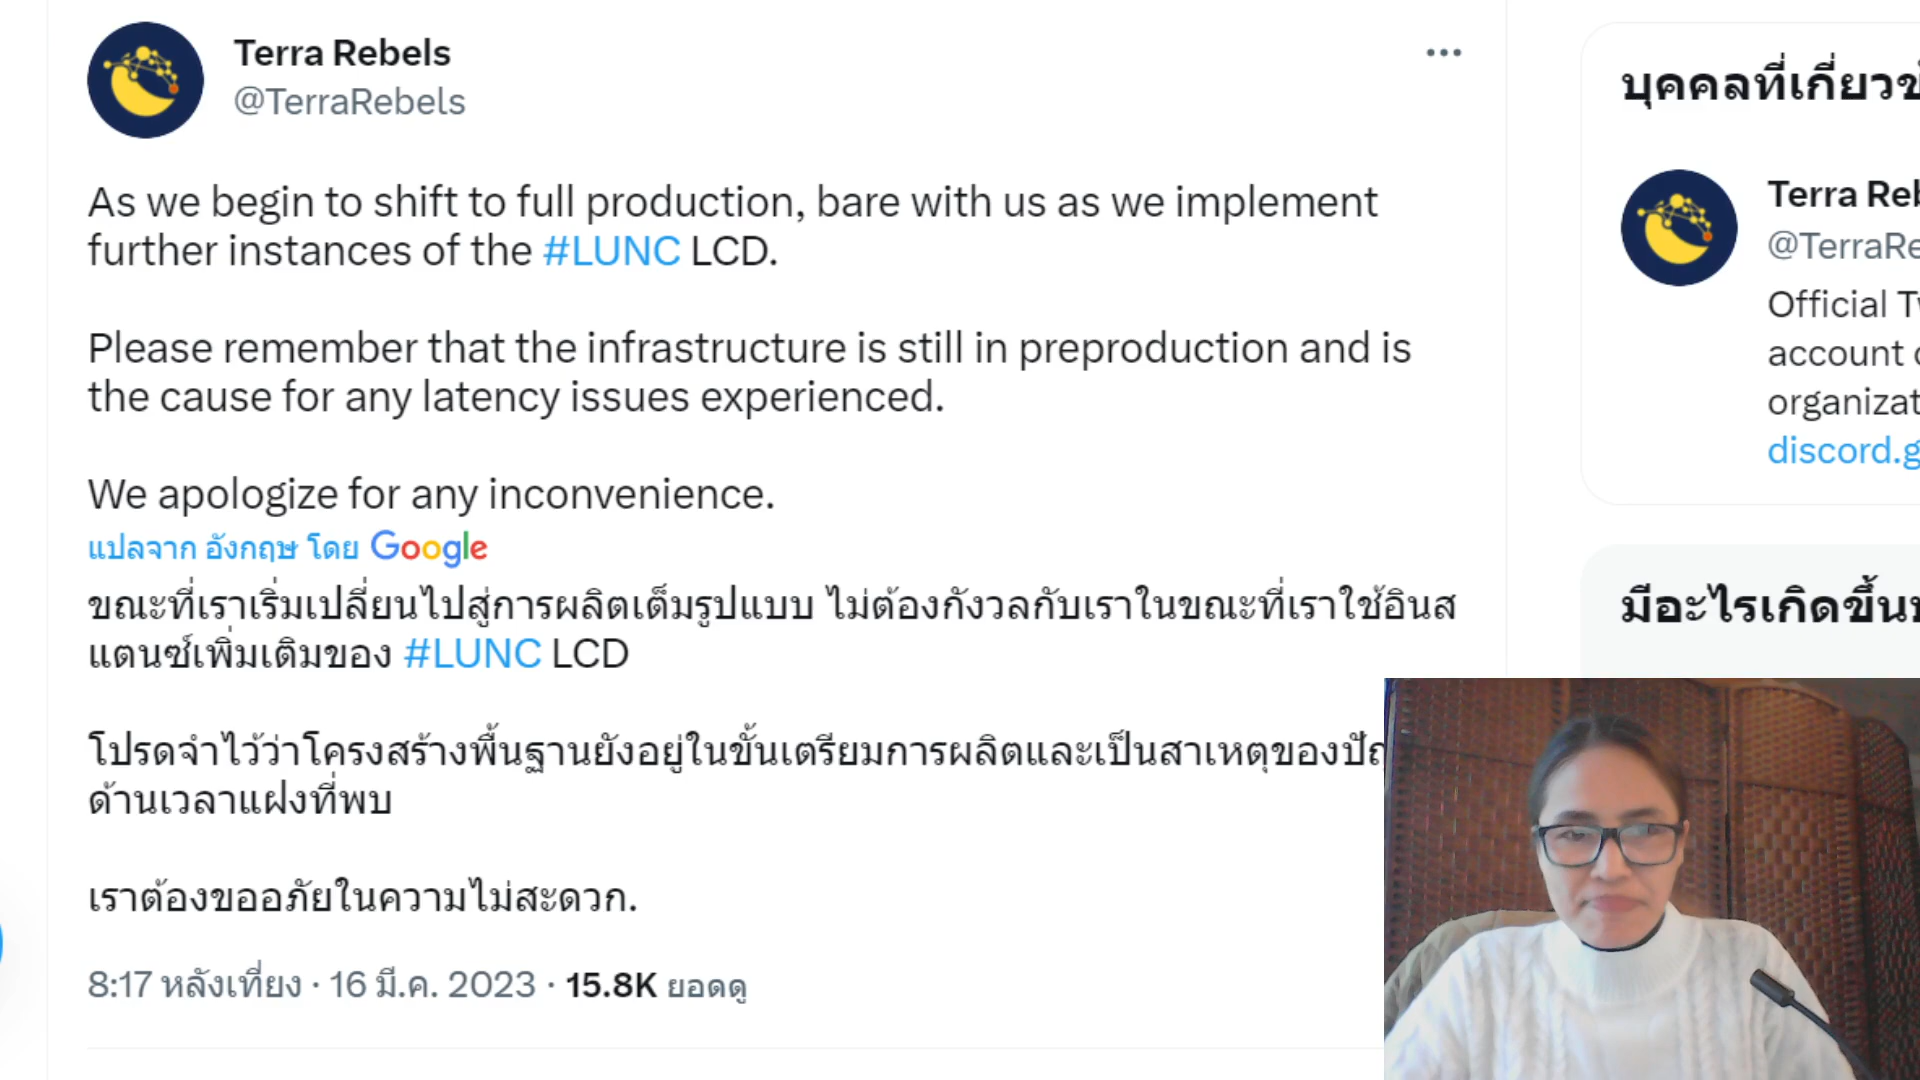 Terra Rebels
@TerraRebels
As we begin to shift to full production, bare with us as we implement
further instances of the #LUNC LCD.
Please remember that the infrastructure is still in preproduction and is
the cause for any latency issues experienced.
We apologize for any inconvenience.
แปลจาก อังกฤษ โดย Google
ขณะที่เราเริ่มเปลี่ยนไปสู่การผลิตเต็มรูปแบบ ไม่ต้องกังวลกับเราในขณะที่เราใช้อินส
แตนซ์เพิ่มเติมของ #LUNC LCD
โปรดจำไว้ว่าโครงสร้างพื้นฐานยังอยู่ในขั้นเตรียมการผลิตและเป็นสาเหตุของ
ด้านเวลาแฝงที่พบ
เราต้องขออภัยในความไม่สะดวก.
8:17 หลังเที่ยง · 16 มี.ค. 2023 · 15.8K ยอดดู
บุคคลที่เกี่ยว
Terra Reb
@TerraRe
Official Tw
account o
organizat
discord.g
มีอะไรเกิดขึ้น